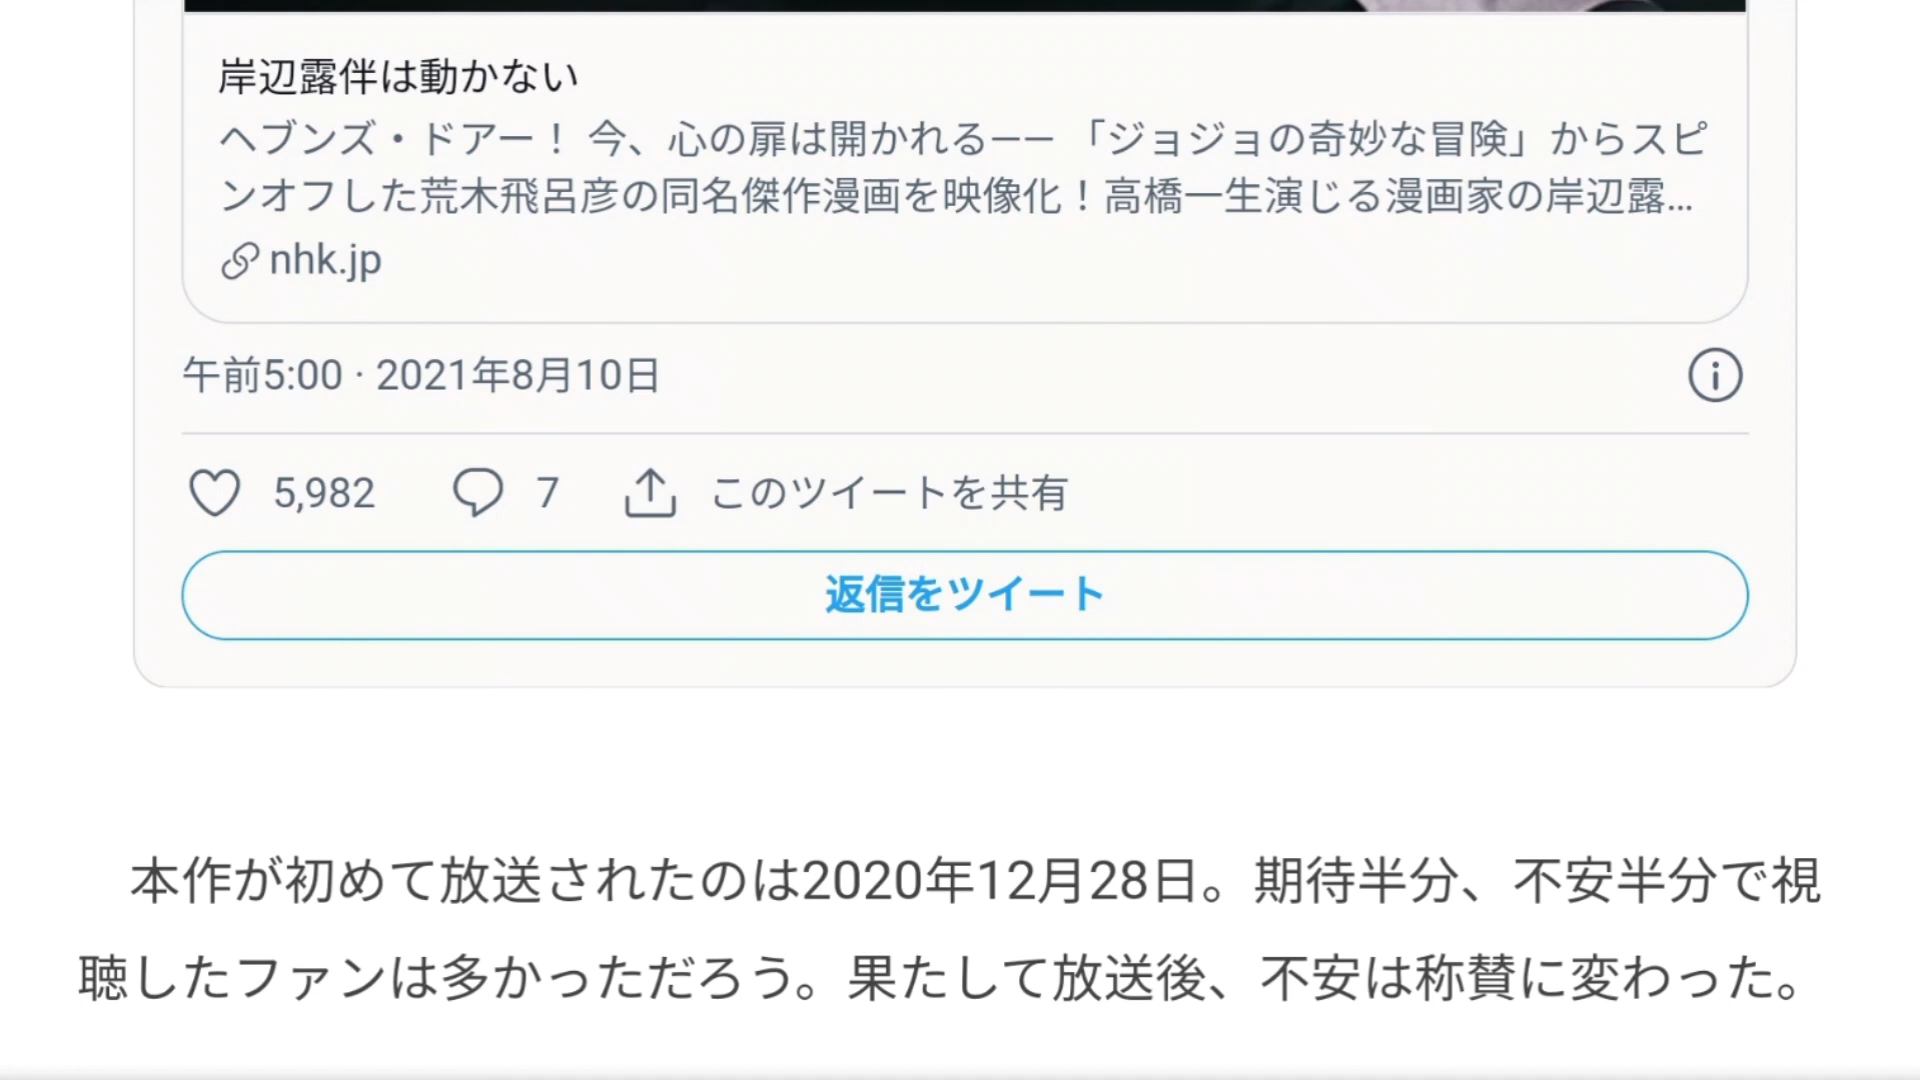 岸辺露伴は動かない
ヘブンズ・ドアー！ 今、心の扉は開かれる−− 「ジョジョの奇妙な冒険」からスピ
ンオフした荒木飛呂彦の同名傑作漫画を映像化！高橋一生演じる漫画家の岸辺露...
nhk.jp
午前5:00 · 2021年8月10日
5,982 7 このツイートを共有
返信をツイート
本作が初めて放送されたのは2020年12月28日。期待半分、不安半分で視
聴したファンは多かっただろう。果たして放送後、不安は称賛に変わった。